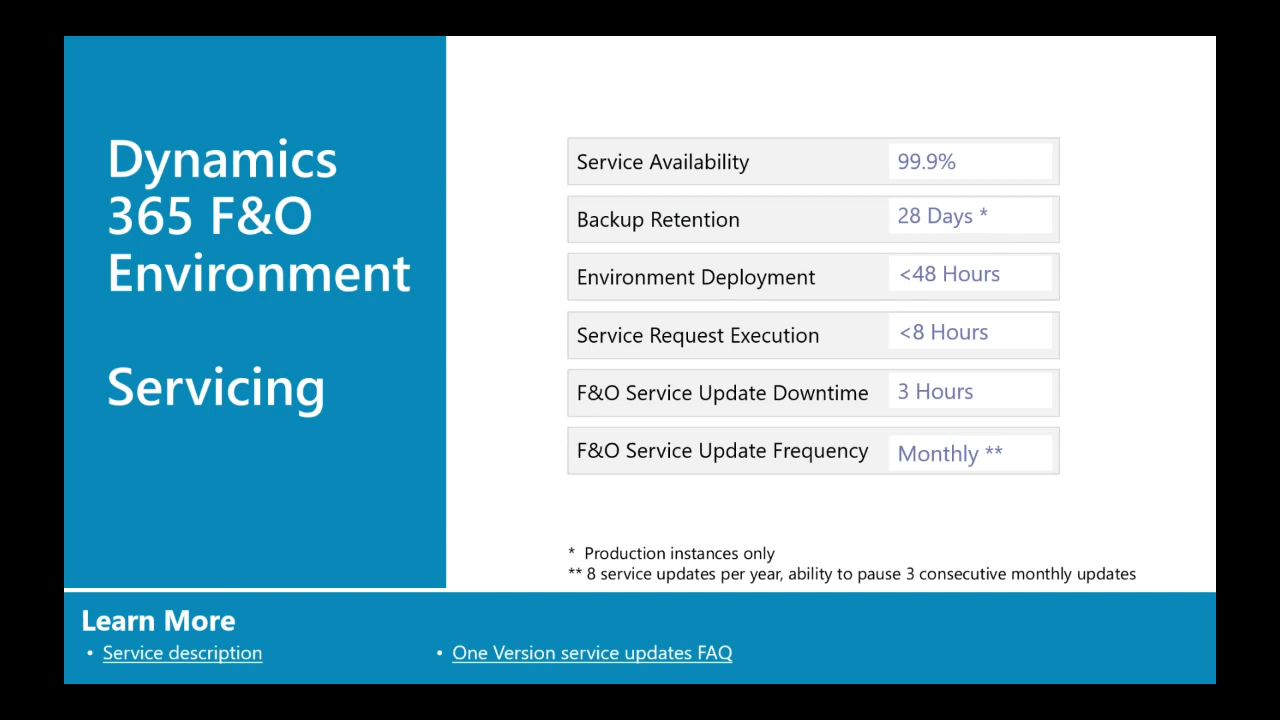 Dynamics
365 F&O
Environment
Servicing
Service Availability 99.9%
Backup Retention 28 Days *
Environment Deployment <48 Hours
Service Request Execution <8 Hours
F&O Service Update Downtime 3 Hours
F&O Service Update Frequency Monthly **
* Production instances only
** 8 service updates per year, ability to pause 3 consecutive monthly updates
Learn More
• Service description
• One Version service updates FAQ